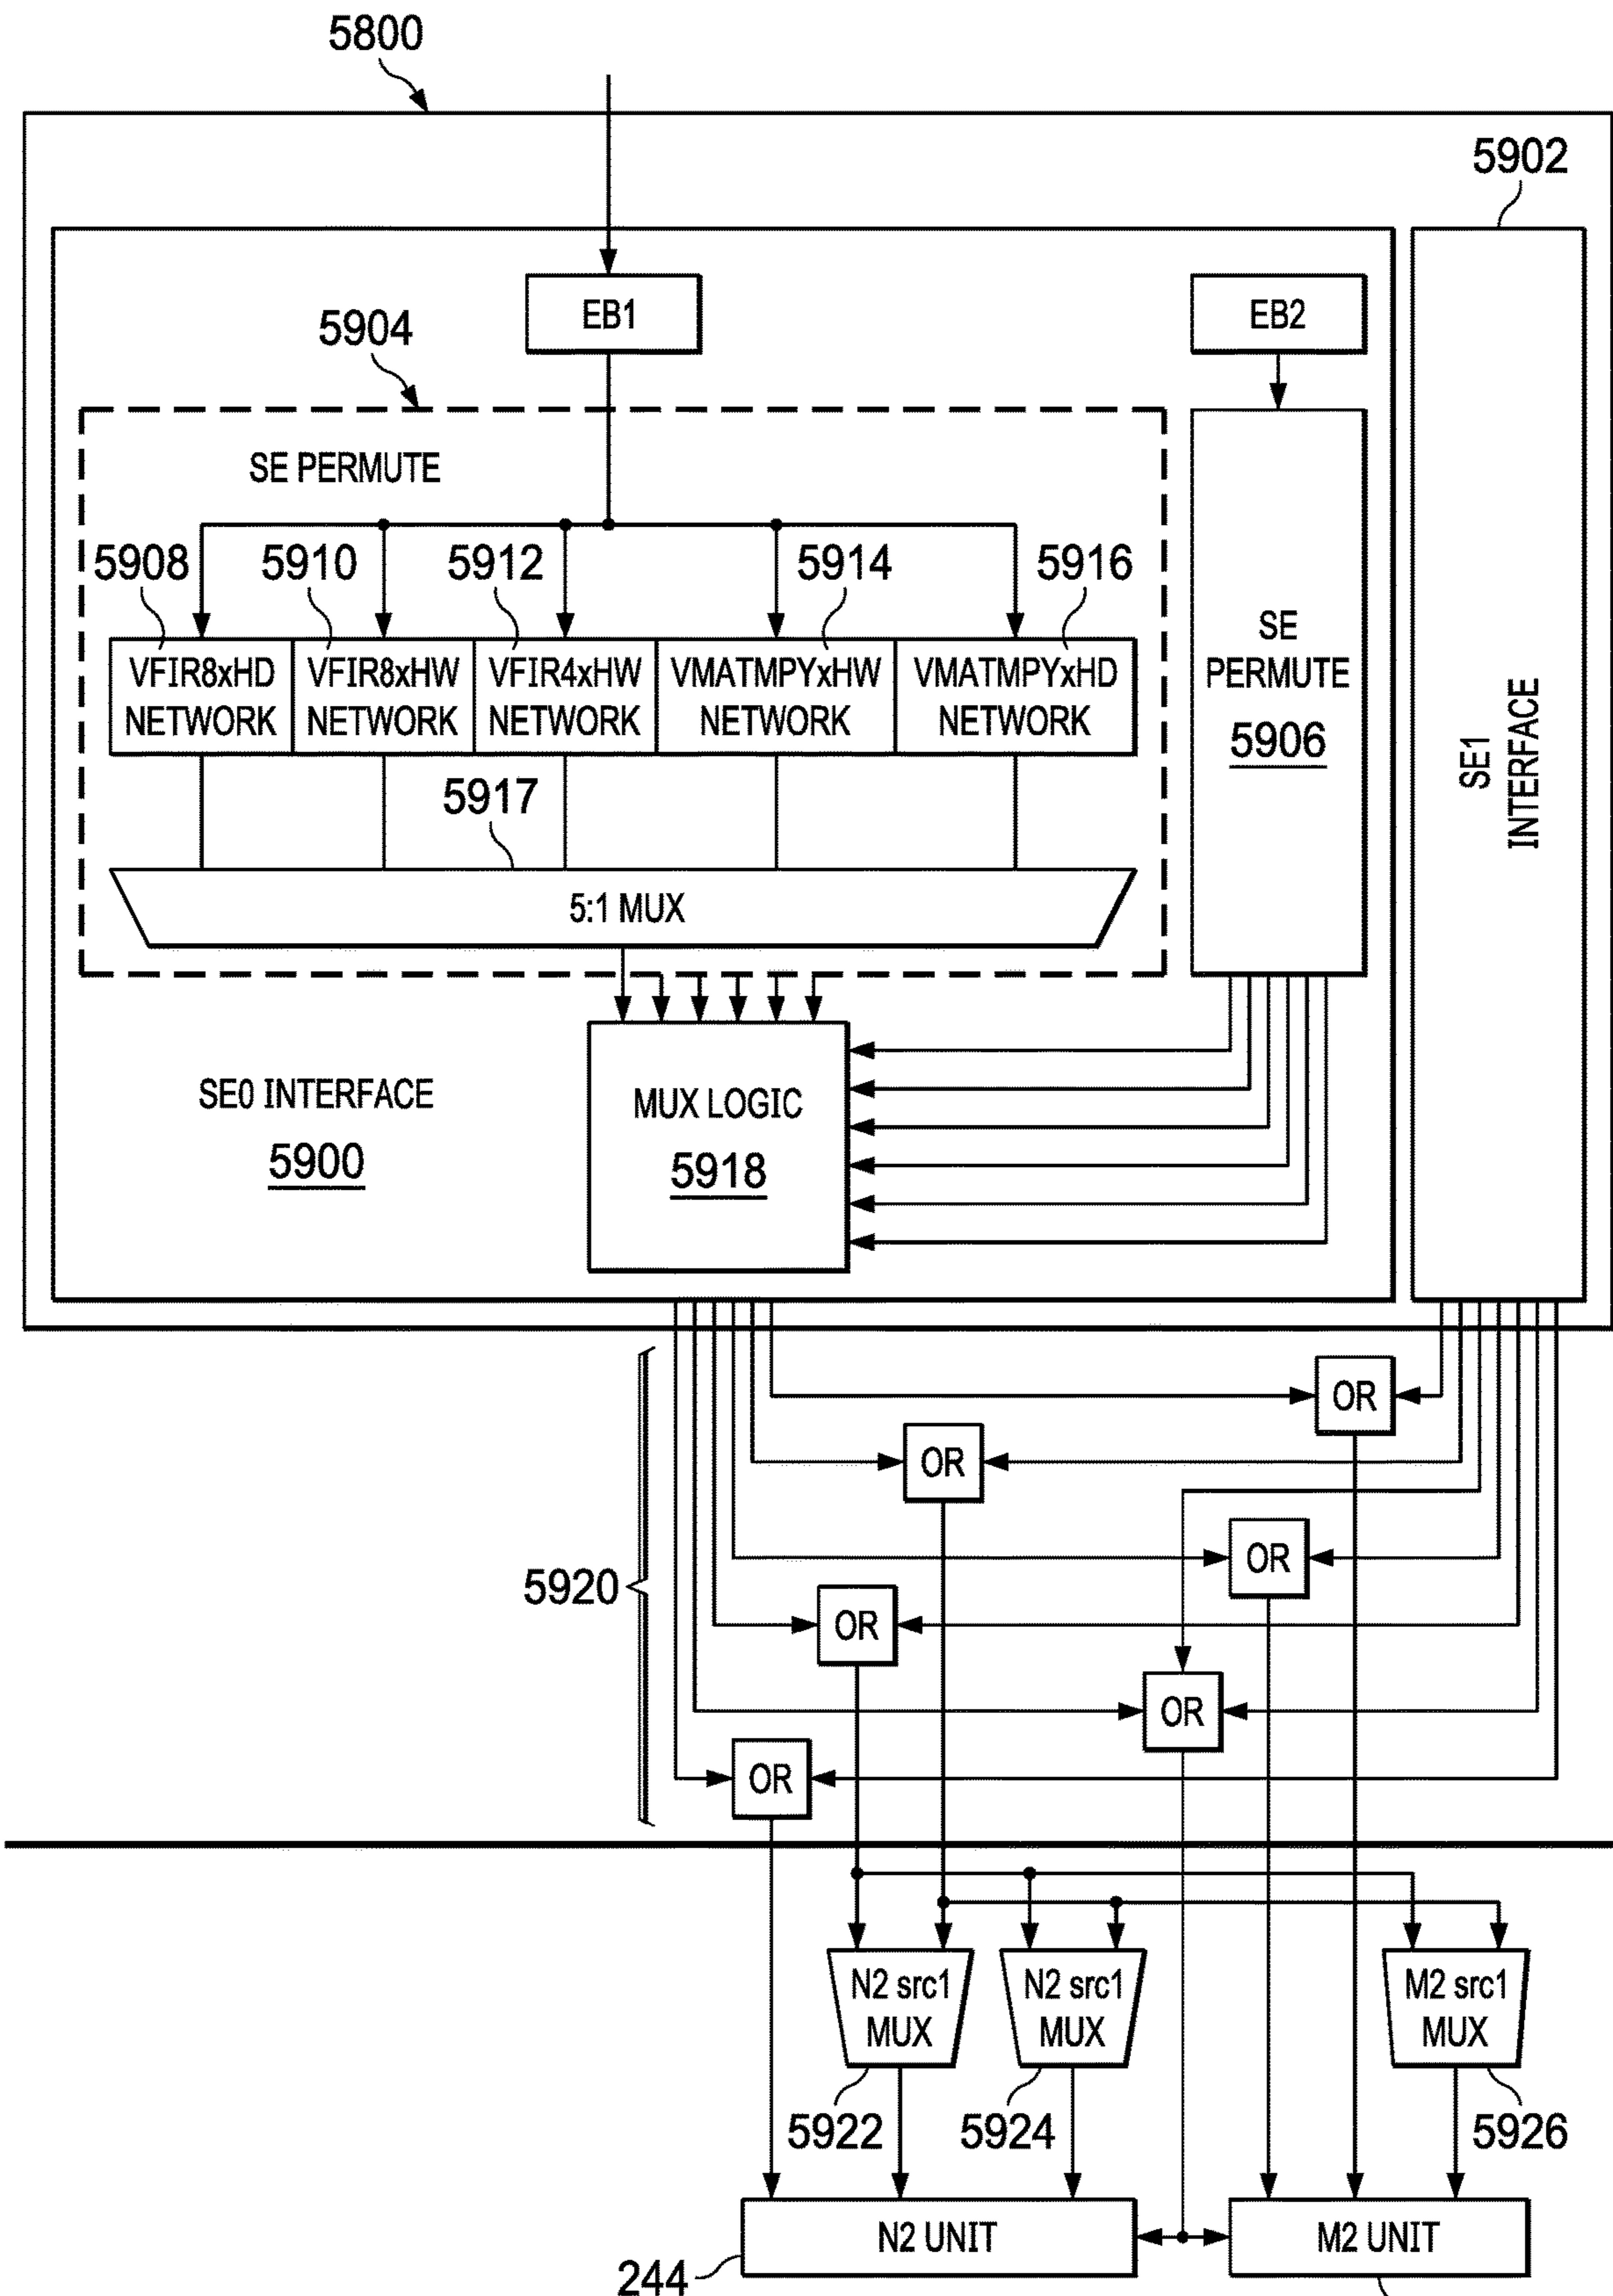 5800
5902
EB1
EB2
5904
SE PERMUTE
5908
5910
5912
5914
5916
VFIR8xHD
NETWORK
VFIR8xHW
NETWORK
VFIR4xHW
NETWORK
VMATMPYxHW
NETWORK
VMATMPYxHD
NETWORK
SE
PERMUTE
5906
SE1
INTERFACE
5917
5:1 MUX
SE0 INTERFACE
5900
MUX LOGIC
5918
OR
OR
OR
5920
OR
OR
OR
N2 src1
MUX
N2 src1
MUX
M2 src1
MUX
5922
5924
5926
N2 UNIT
M2 UNIT
244